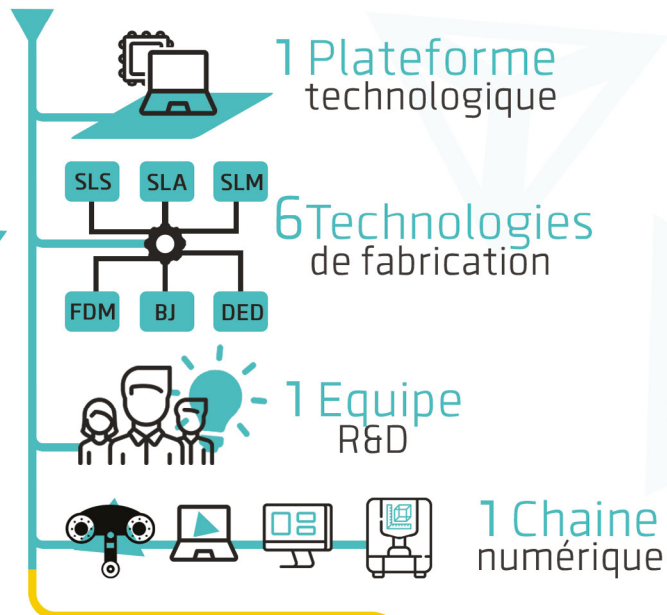 1 Plateforme
technologique
SLS SLA SLM
6 Technologies
de fabrication
FDM BJ DED
1 Equipe
R&D
1 Chaine
numérique